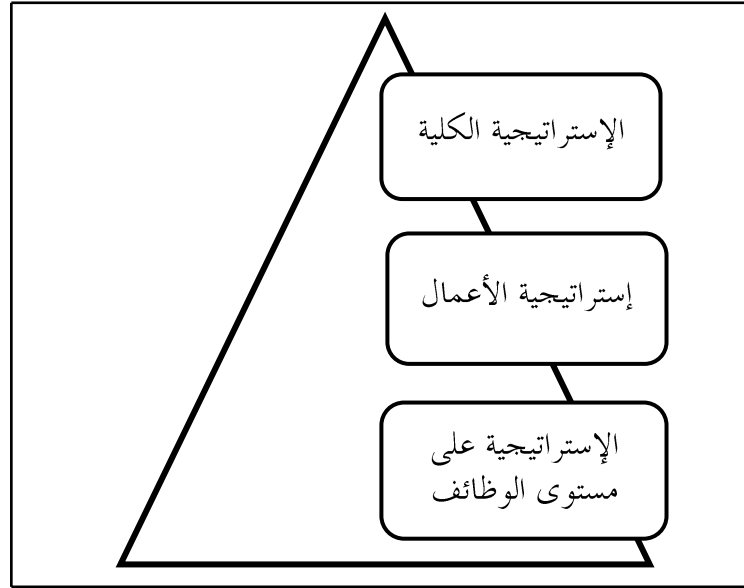 الإستراتيجية الكلية
إستراتيجية الأعمال
الإستراتيجية على
مستوى الوظائف